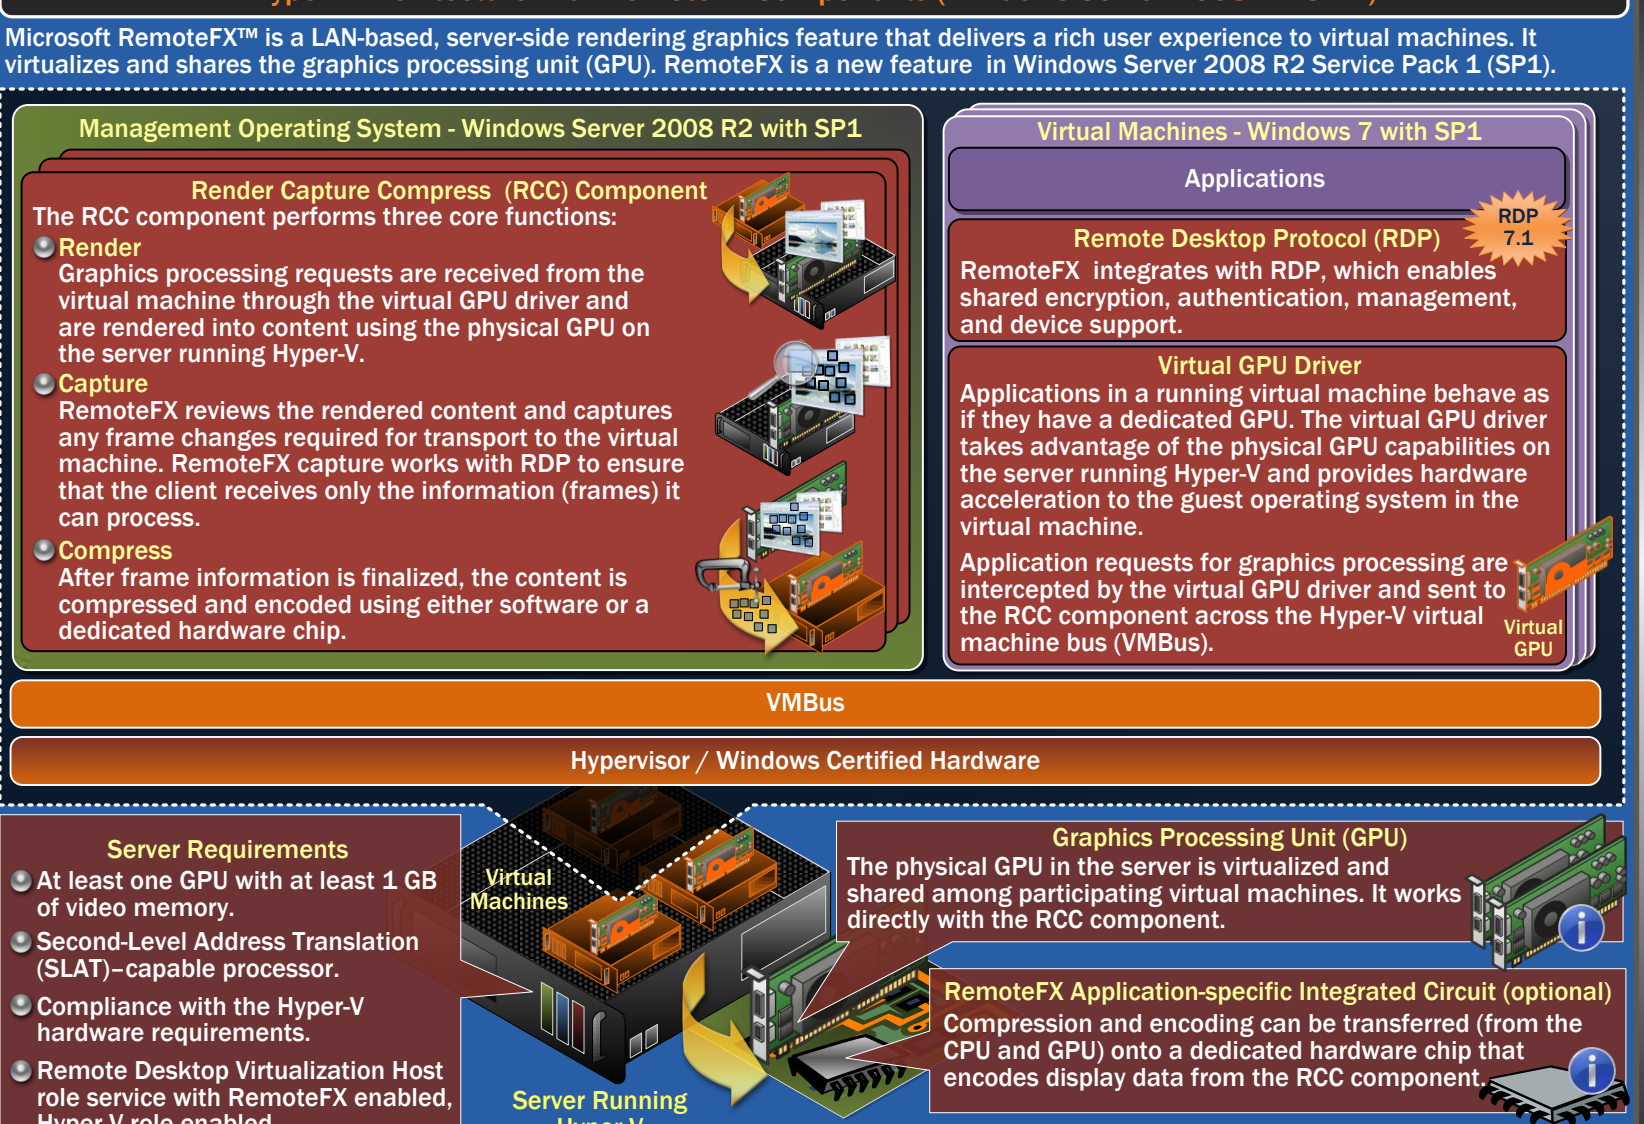 Microsoft RemoteFX™ is a LAN-based, server-side rendering graphics feature that delivers a rich user experience to virtual machines. It
virtualizes and shares the graphics processing unit (GPU). RemoteFX is a new feature in Windows Server 2008 R2 Service Pack 1 (SP1).
Management Operating System - Windows Server 2008 R2 with SP1
Render Capture Compress (RCC) Component
The RCC component performs three core functions:
Render
Graphics processing requests are received from the
virtual machine through the virtual GPU driver and
are rendered into content using the physical GPU on
the server running Hyper-V.
Capture
RemoteFX reviews the rendered content and captures
any frame changes required for transport to the virtual
machine. RemoteFX capture works with RDP to ensure
that the client receives only the information (frames) it
can process.
Compress
After frame information is finalized, the content is
compressed and encoded using either software or a
dedicated hardware chip.
Virtual Machines - Windows 7 with SP1
Applications
RDP
7.1
Remote Desktop Protocol (RDP)
RemoteFX integrates with RDP, which enables
shared encryption, authentication, management,
and device support.
Virtual GPU Driver
Applications in a running virtual machine behave as
if they have a dedicated GPU. The virtual GPU driver
takes advantage of the physical GPU capabilities on
the server running Hyper-V and provides hardware
acceleration to the guest operating system in the
virtual machine.
Application requests for graphics processing are
intercepted by the virtual GPU driver and sent to
the RCC component across the Hyper-V virtual
machine bus (VMBus).
Virtual
GPU
VMBus
Hypervisor / Windows Certified Hardware
Server Requirements
At least one GPU with at least 1 GB
of video memory.
Second-Level Address Translation
(SLAT)–capable processor.
Compliance with the Hyper-V
hardware requirements.
Remote Desktop Virtualization Host
role service with RemoteFX enabled,
Hyper-V role enabled
Virtual
Machines
Server Running
Hyper-V
Graphics Processing Unit (GPU)
The physical GPU in the server is virtualized and
shared among participating virtual machines. It works
directly with the RCC component.
RemoteFX Application-specific Integrated Circuit (optional)
Compression and encoding can be transferred (from the
CPU and GPU) onto a dedicated hardware chip that
encodes display data from the RCC component.